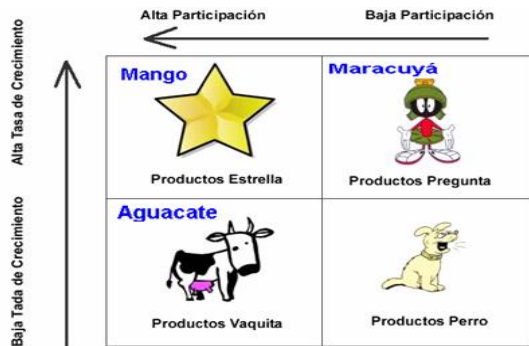 Alta Participación
Baja Participación
Alta Tasa de Crecimiento
Mango
Maracuyá
Productos Estrella
Productos Pregunta
Baja Tada de Crecimiento
Aguacate
Productos Vaquita
Productos Perro